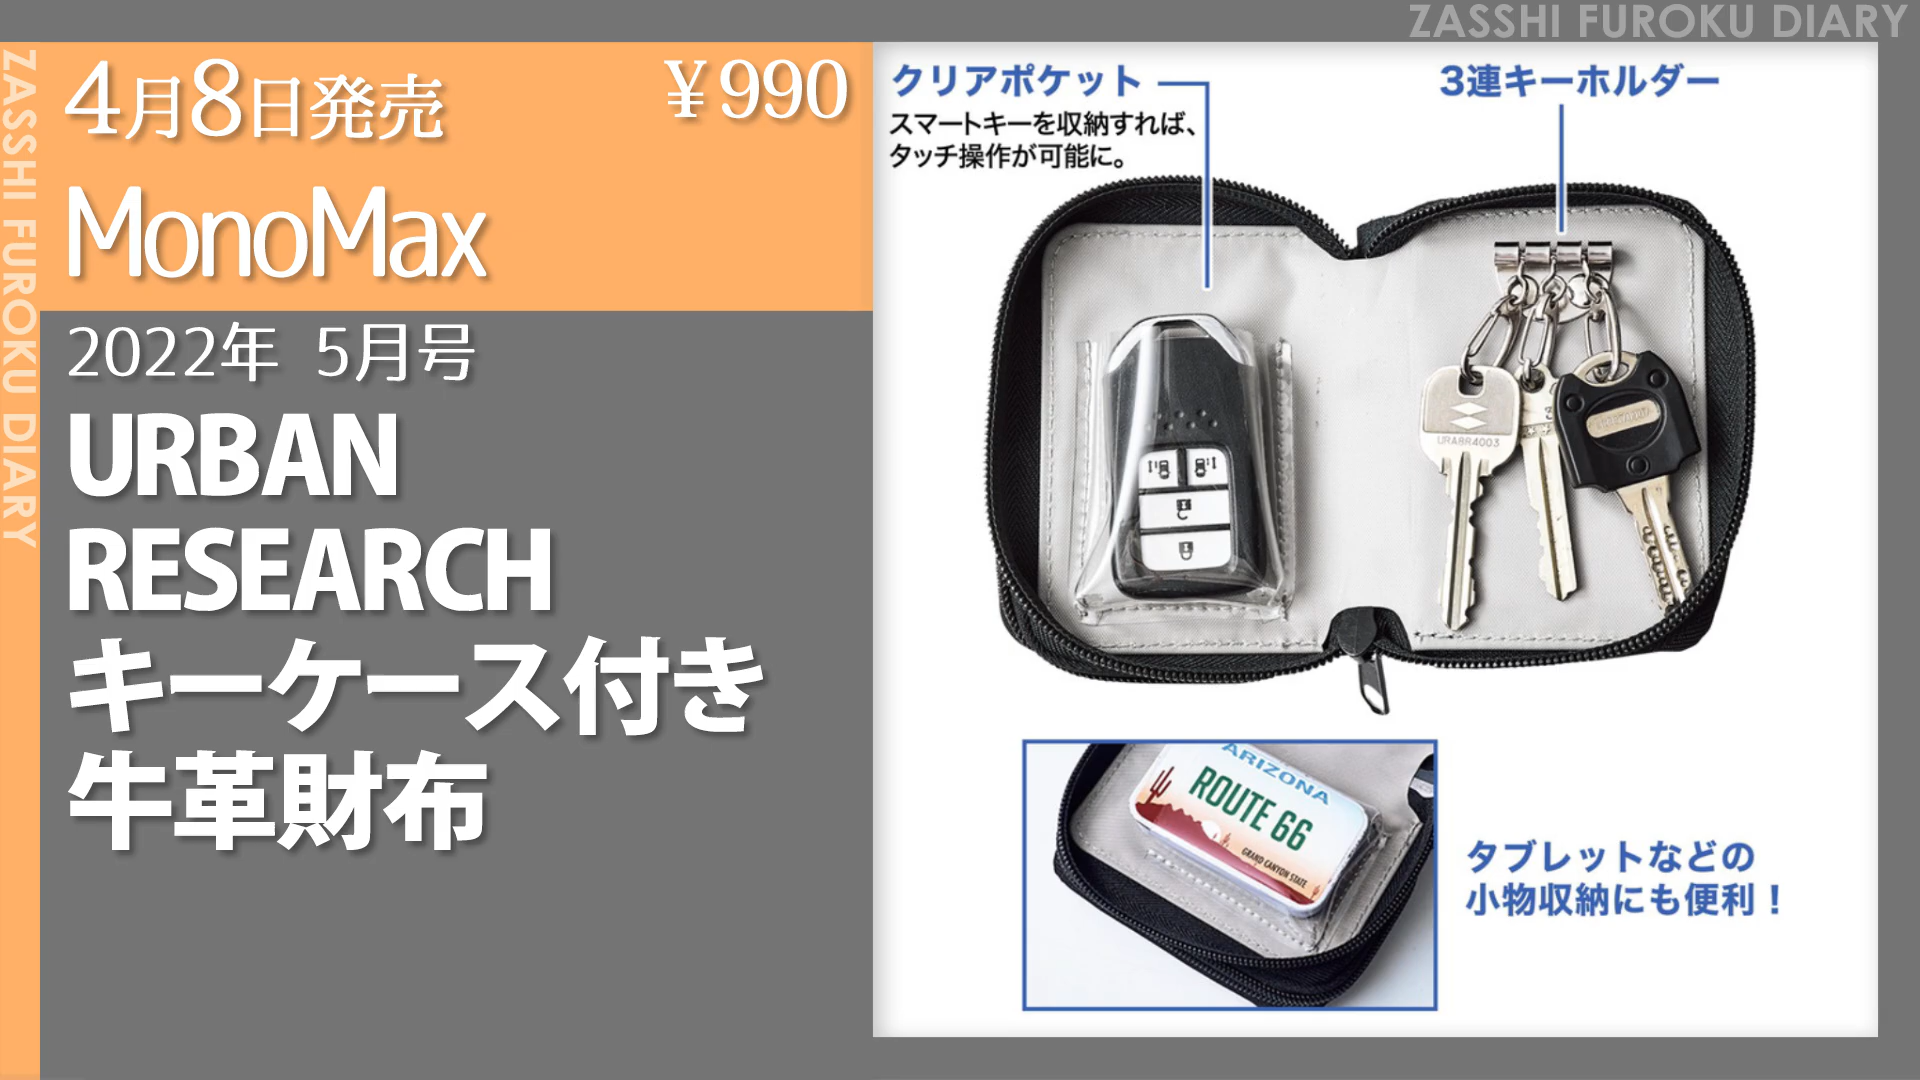 ZASSHI FUROKU DIARY
ZASSHI FUROKU DIARY
4月8日発売
¥990
MonoMax
2022年 5月号
URBAN
RESEARCH
キーケース付き
牛革財布
クリアポケット
スマートキーを収納すれば、
タッチ操作が可能に。
3連キーホルダー
URA8R4003
ARIZONA
ROUTE 66
GRAND CANYON STATE
タブレットなどの
小物収納にも便利！